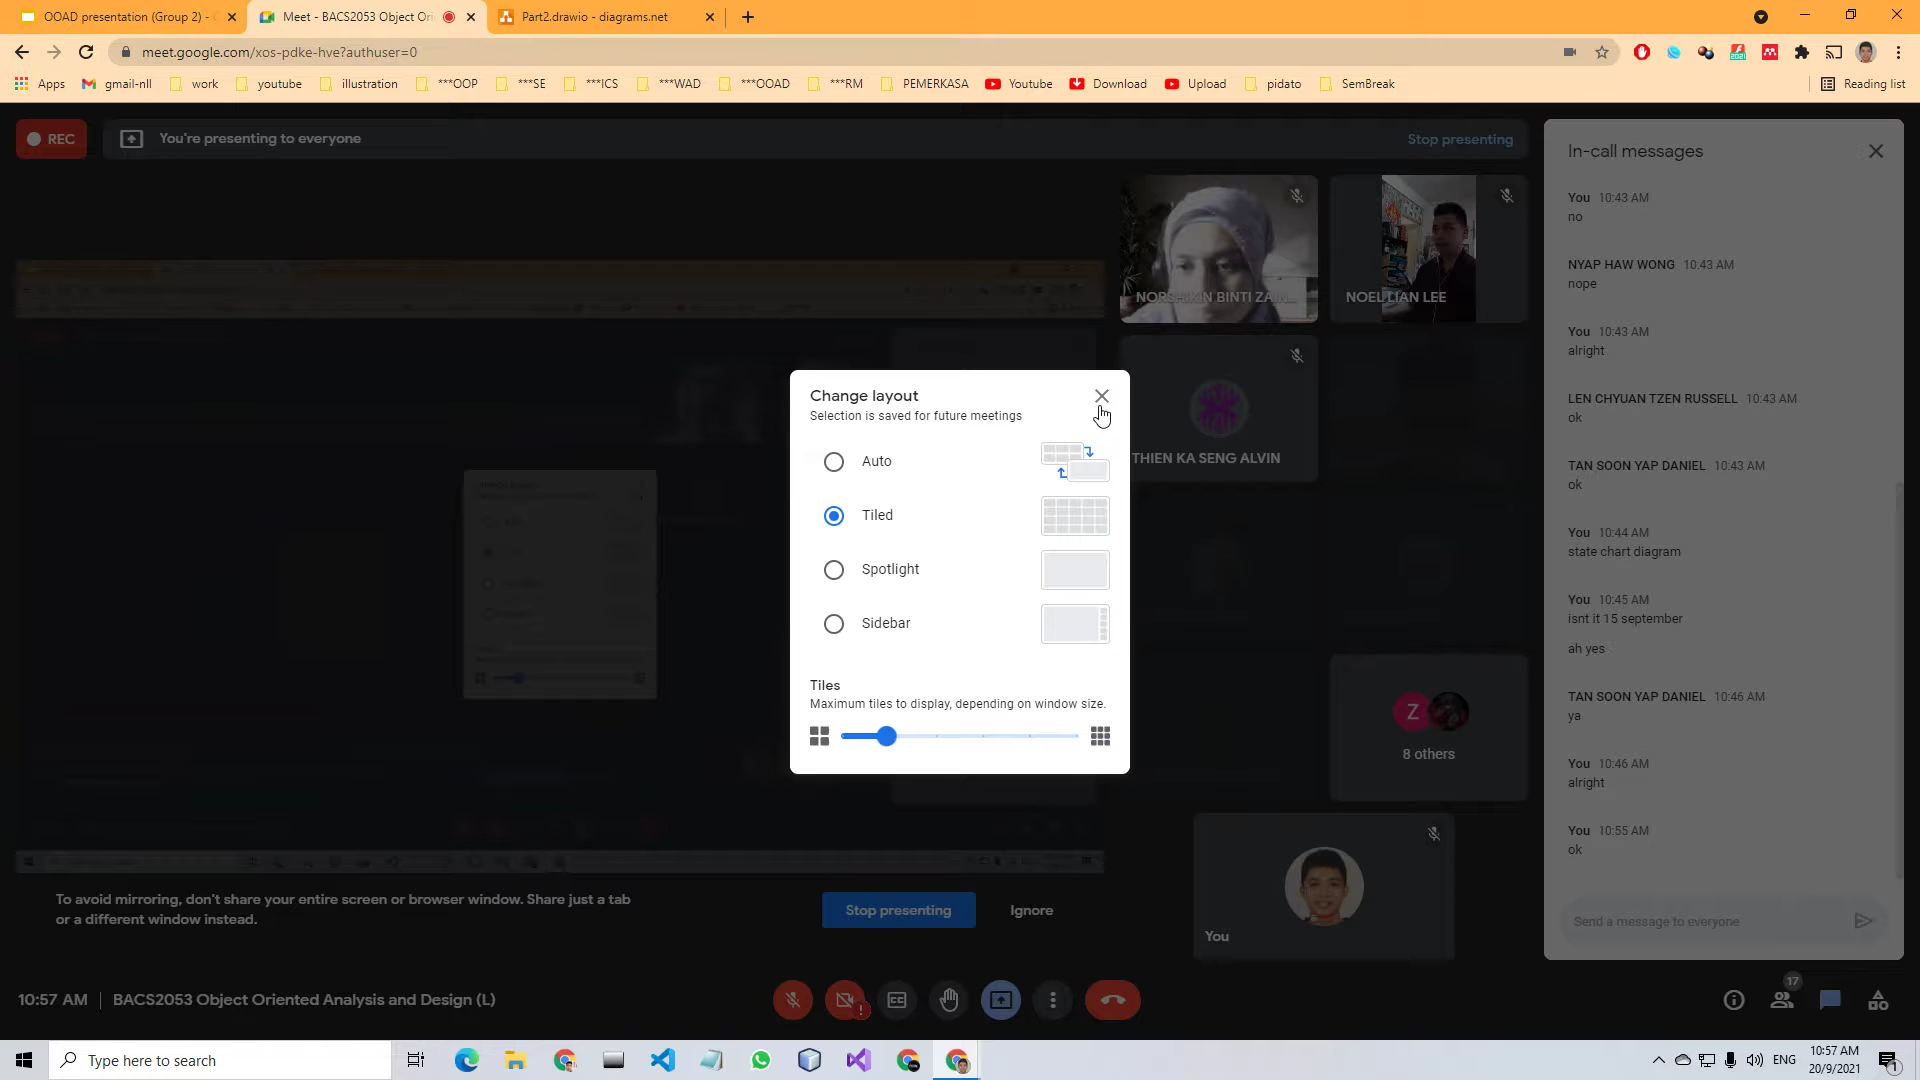 OOAD presentation (Group 2) -
Meet - BACS2053 Object Ori
Part2.drawio - diagrams.net
meet.google.com/xos-pdke-hve?authuser=0
Apps
gmail-nll
work
youtube
illustration
***OOP
***SE
***ICS
***WAD
***OOAD
***RM
PEMERKASA
Youtube
Download
Upload
pidato
SemBreak
Reading list
REC
You're presenting to everyone
Stop presenting
NORSHIKIN BINTI ZAIN...
NOEL LIAN LEE
THIEN KA SENG ALVIN
Z
8 others
You
Change layout
Selection is saved for future meetings
Auto
Tiled
Spotlight
Sidebar
Tiles
Maximum tiles to display, depending on window size.
To avoid mirroring, don't share your entire screen or browser window. Share just a tab
or a different window instead.
Stop presenting
Ignore
In-call messages
You 10:43 AM
no
NYAP HAW WONG 10:43 AM
nope
You 10:43 AM
alright
LEN CHYUAN TZEN RUSSELL 10:43 AM
ok
TAN SOON YAP DANIEL 10:43 AM
ok
You 10:44 AM
state chart diagram
You 10:45 AM
isnt it 15 september
ah yes
TAN SOON YAP DANIEL 10:46 AM
ya
You 10:46 AM
alright
You 10:55 AM
ok
Send a message to everyone
10:57 AM | BACS2053 Object Oriented Analysis and Design (L)
17
Type here to search
ENG
10:57 AM
20/9/2021
1